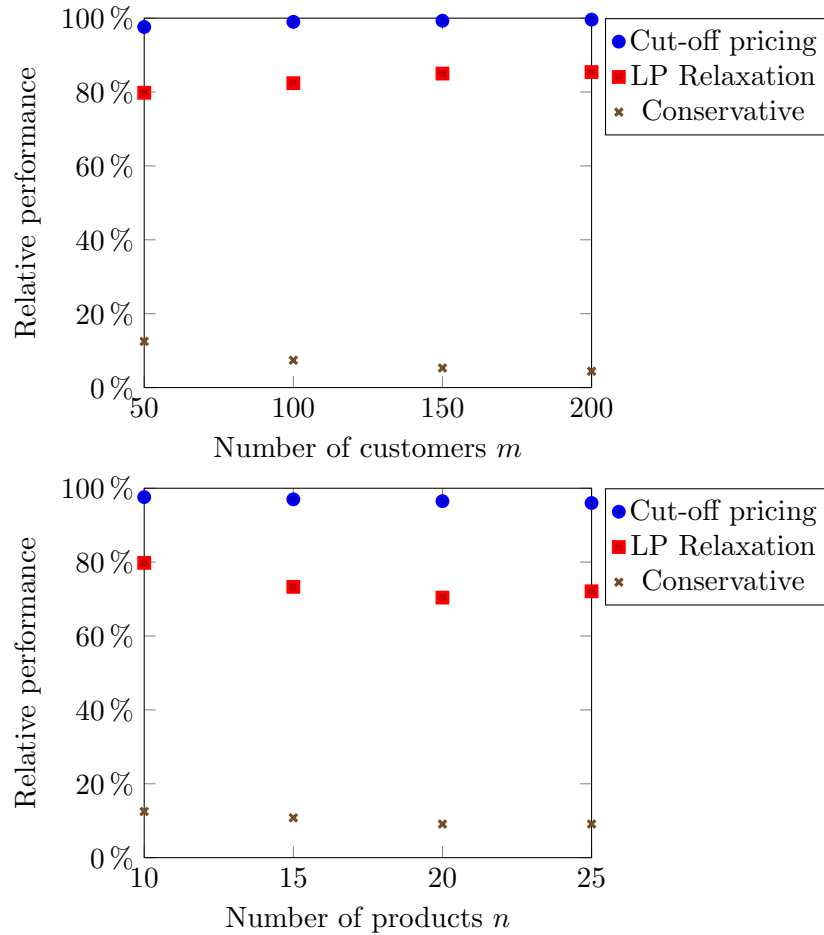 100 %
80 %
60 %
40 %
20 %
0 %
Relative performance
50
100
150
200
Number of customers m
Cut-off pricing
LP Relaxation
Conservative
100 %
80 %
60 %
40 %
20 %
0 %
Relative performance
10
15
20
25
Number of products n
Cut-off pricing
LP Relaxation
Conservative